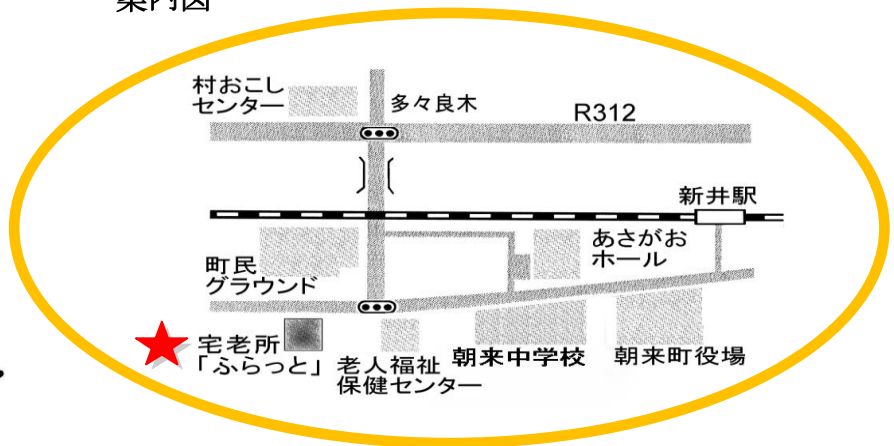 案内図
村おこし
センター
多々良木
R312
新井駅
あさがお
ホール
町民
グラウンド
宅老所
「ふらっと」
老人福祉
保健センター
朝来中学校
朝来町役場